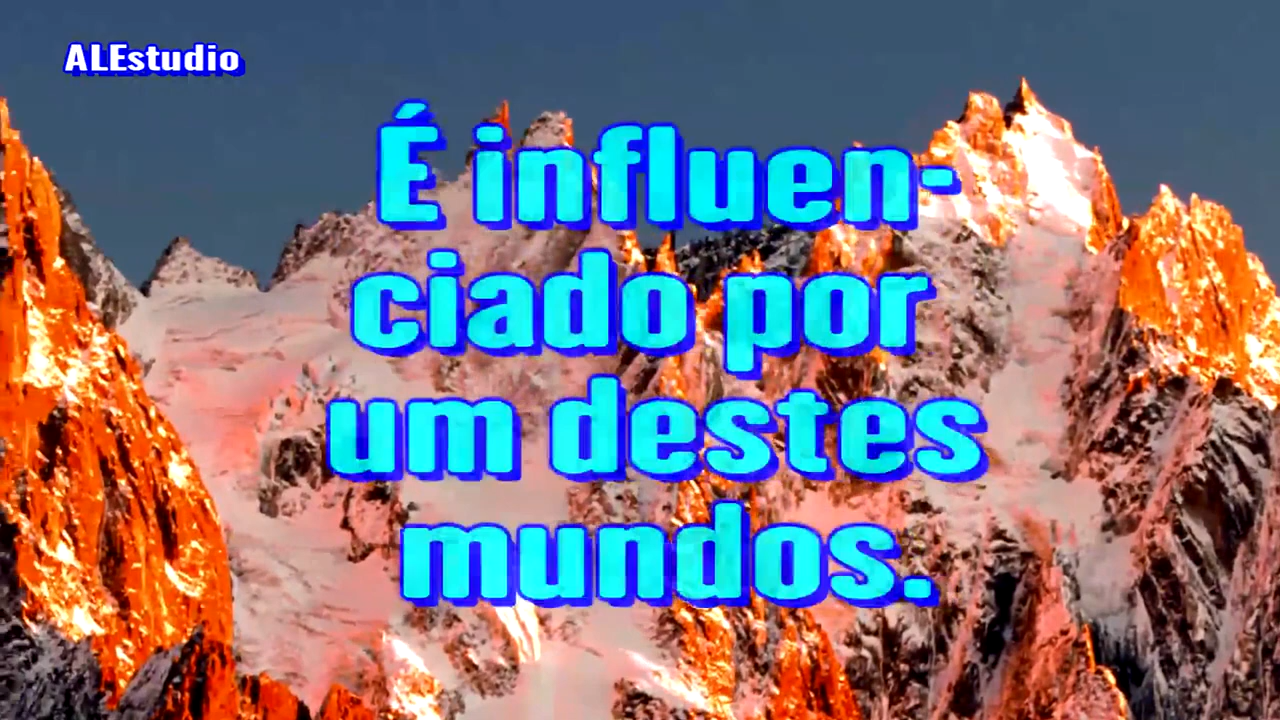 ALEstudio
É influen-
ciado por
um destes
mundos.